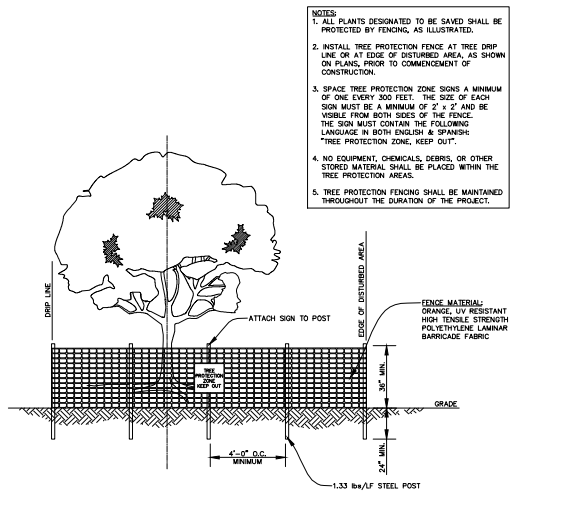 NOTES:
1. ALL PLANTS DESIGNATED TO BE SAVED SHALL BE
PROTECTED BY FENCING, AS ILLUSTRATED.
2. INSTALL TREE PROTECTION FENCE AT TREE DRIP
LINE OR AT EDGE OF DISTURBED AREA, AS SHOWN
ON PLANS, PRIOR TO COMMENCEMENT OF
CONSTRUCTION.
3. SPACE TREE PROTECTION ZONE SIGNS A MINIMUM
OF ONE EVERY 300 FEET. THE SIZE OF EACH
SIGN MUST BE A MINIMUM OF 2' x 2' AND BE
VISIBLE FROM BOTH SIDES OF THE FENCE.
THE SIGN MUST CONTAIN THE FOLLOWING
LANGUAGE IN BOTH ENGLISH & SPANISH:
"TREE PROTECTION ZONE, KEEP OUT".
4. NO EQUIPMENT, CHEMICALS, DEBRIS, OR OTHER
STORED MATERIAL SHALL BE PLACED WITHIN THE
TREE PROTECTION AREAS.
5. TREE PROTECTION FENCING SHALL BE MAINTAINED
THROUGHOUT THE DURATION OF THE PROJECT.
DRIP LINE
EDGE OF DISTURBED AREA
ATTACH SIGN TO POST
FENCE MATERIAL:
ORANGE, UV RESISTANT
HIGH TENSILE STRENGTH
POLYETHYLENE LAMINAR
BARRICADE FABRIC
TREE
PROTECTION
ZONE
KEEP OUT
36" MIN.
GRADE
24" MIN.
4'-0" O.C.
MINIMUM
1.33 lbs/LF STEEL POST